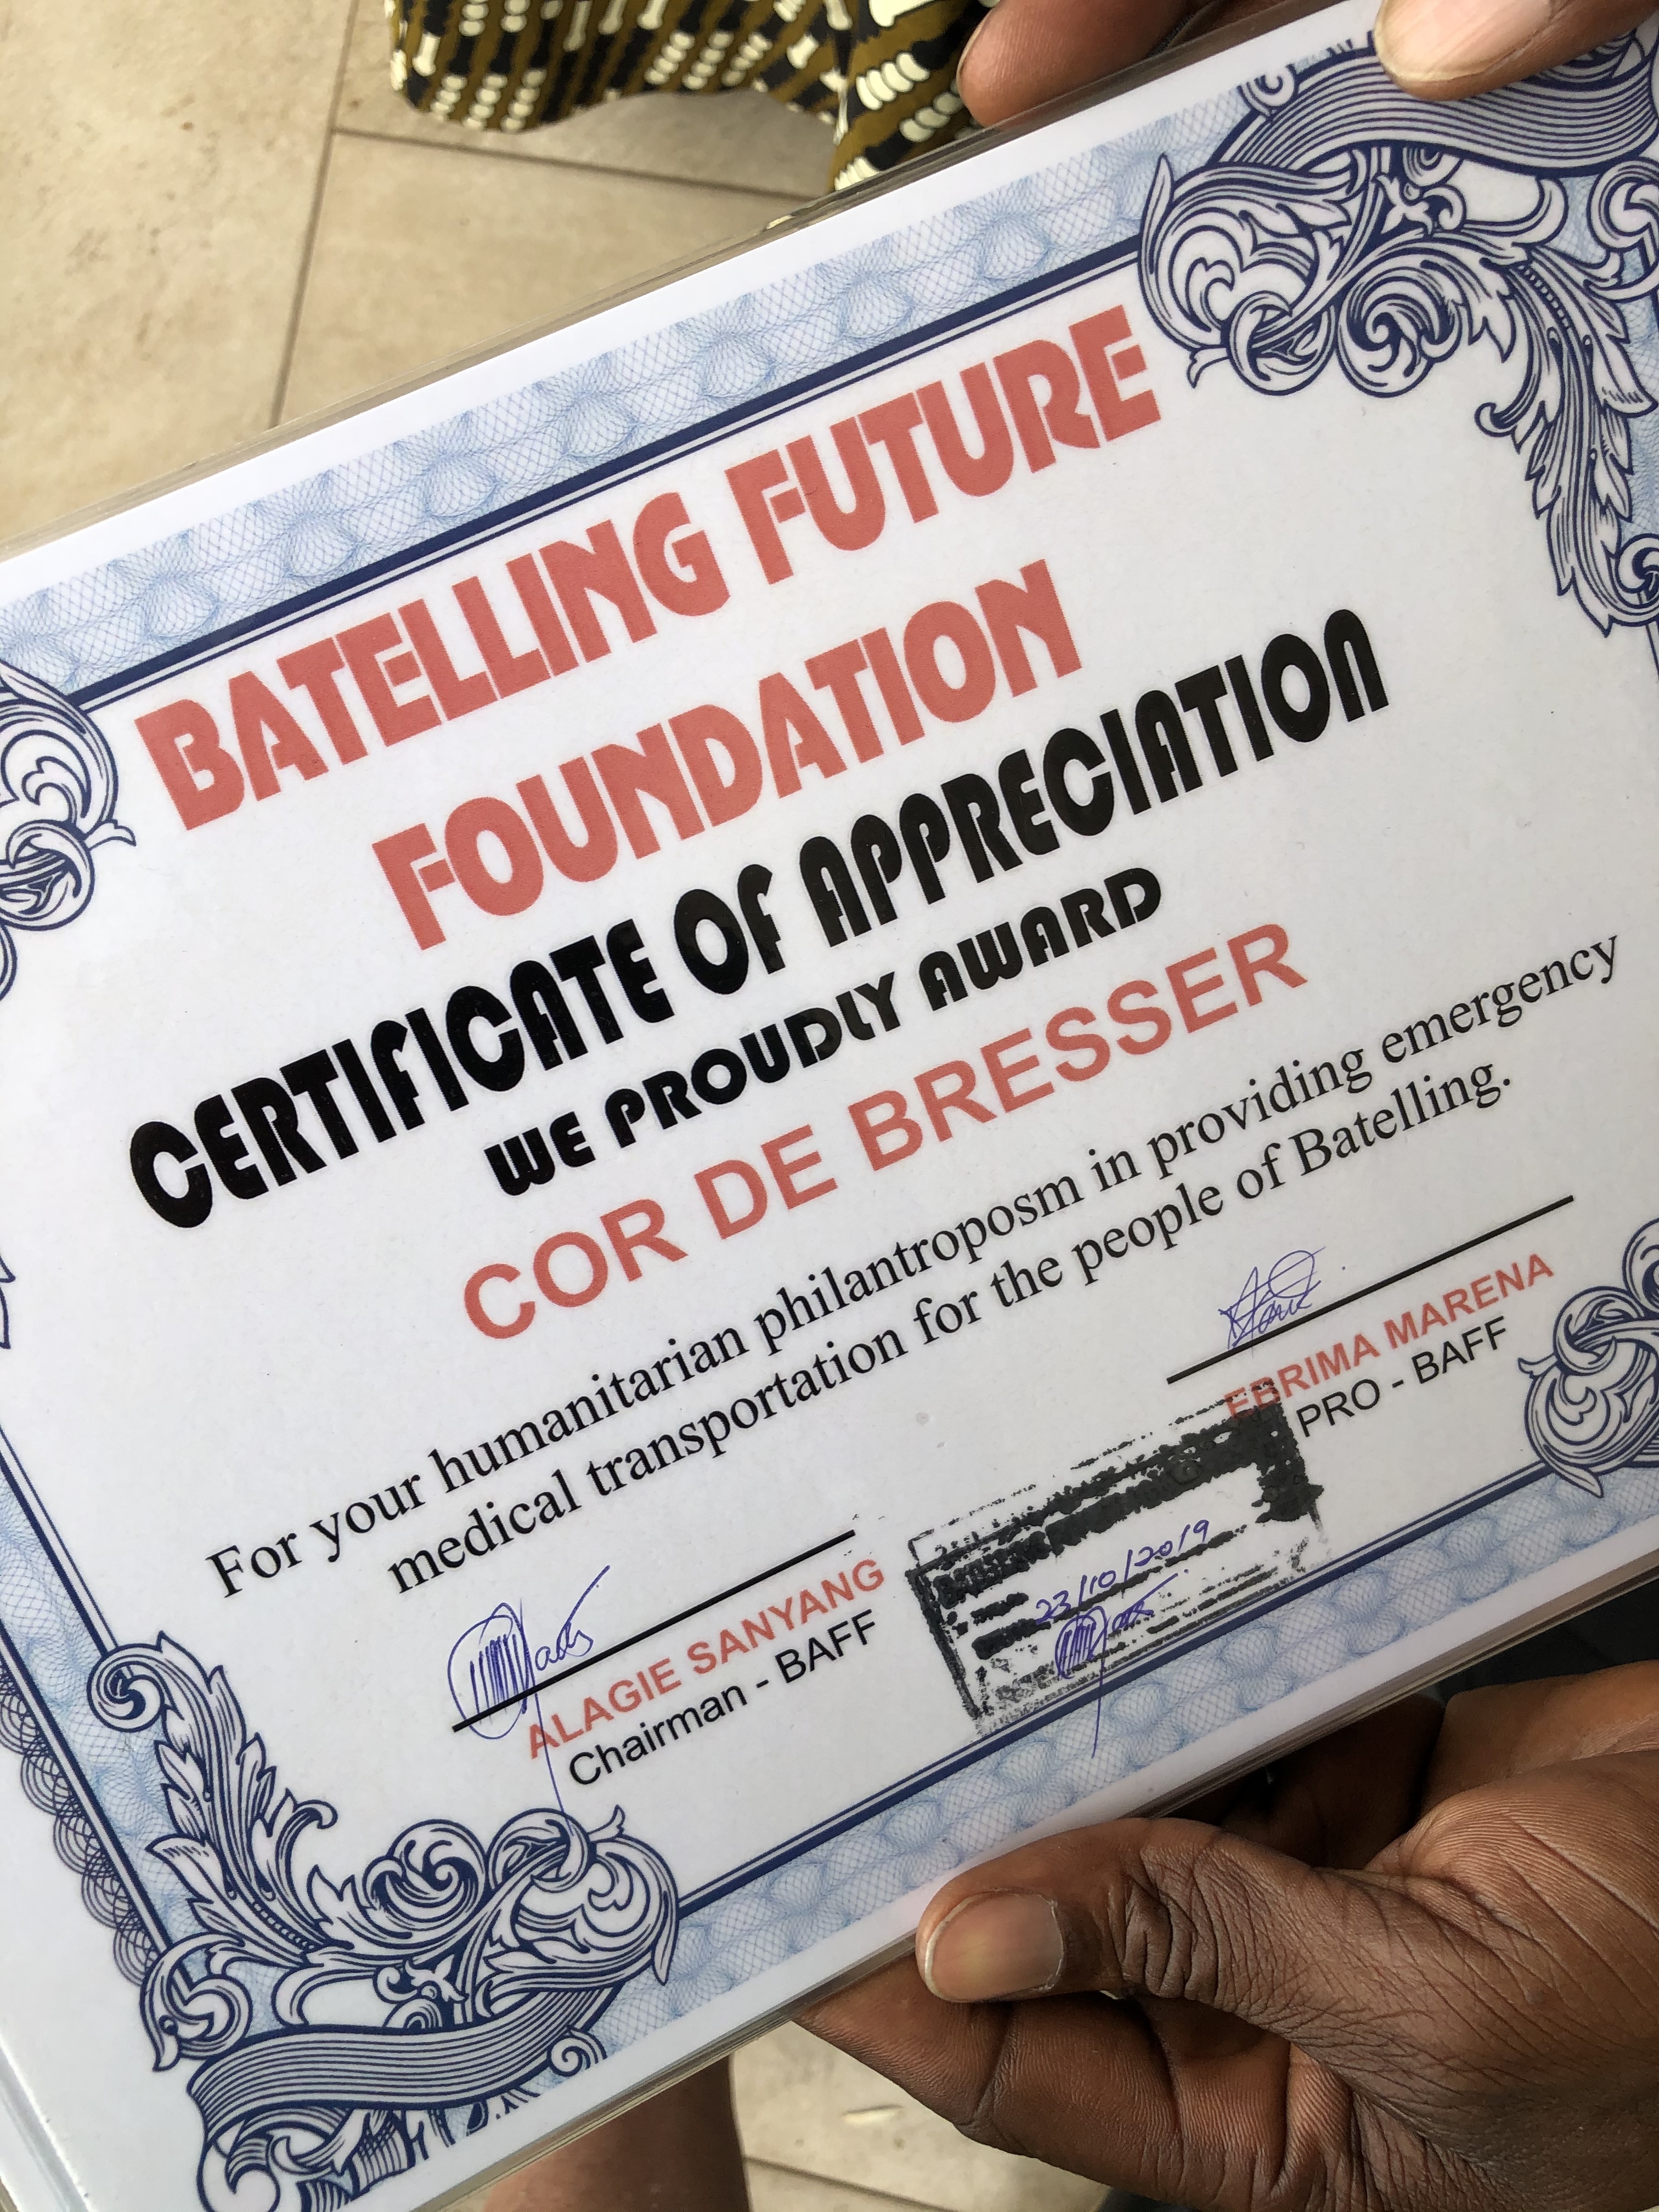 BATELLING FUTURE
FOUNDATION
CERTIFICATE OF APPRECIATION
WE PROUDLY AWARD
COR DE BRESSER
For your humanitarian philantroposm in providing emergency
medical transportation for the people of Batelling.
EBRIMA MARENA
PRO - BAFF
ALAGIE SANYANG
Chairman - BAFF
23/10/2019